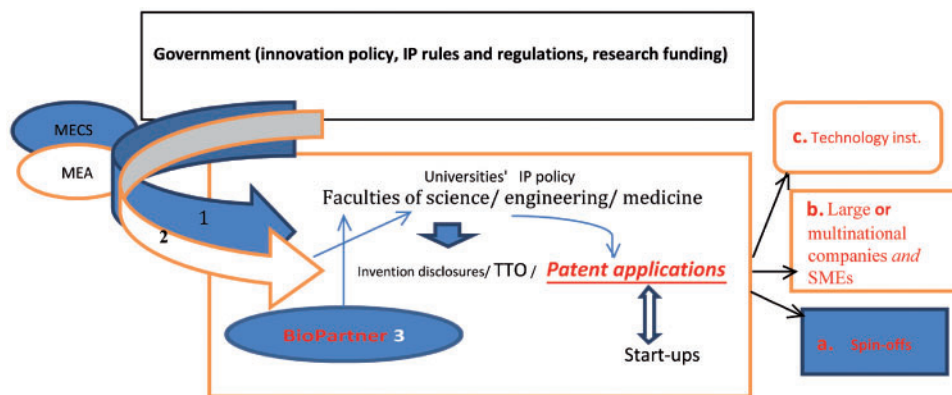 Government (innovation policy, IP rules and regulations, research funding)
MECS
MEA
1
2
Universities' IP policy
Faculties of science/ engineering/ medicine
Invention disclosures/ TTO / Patent applications
BioPartner 3
Start-ups
c. Technology inst.
b. Large or
multinational
companies and
SMEs
a. Spin-offs